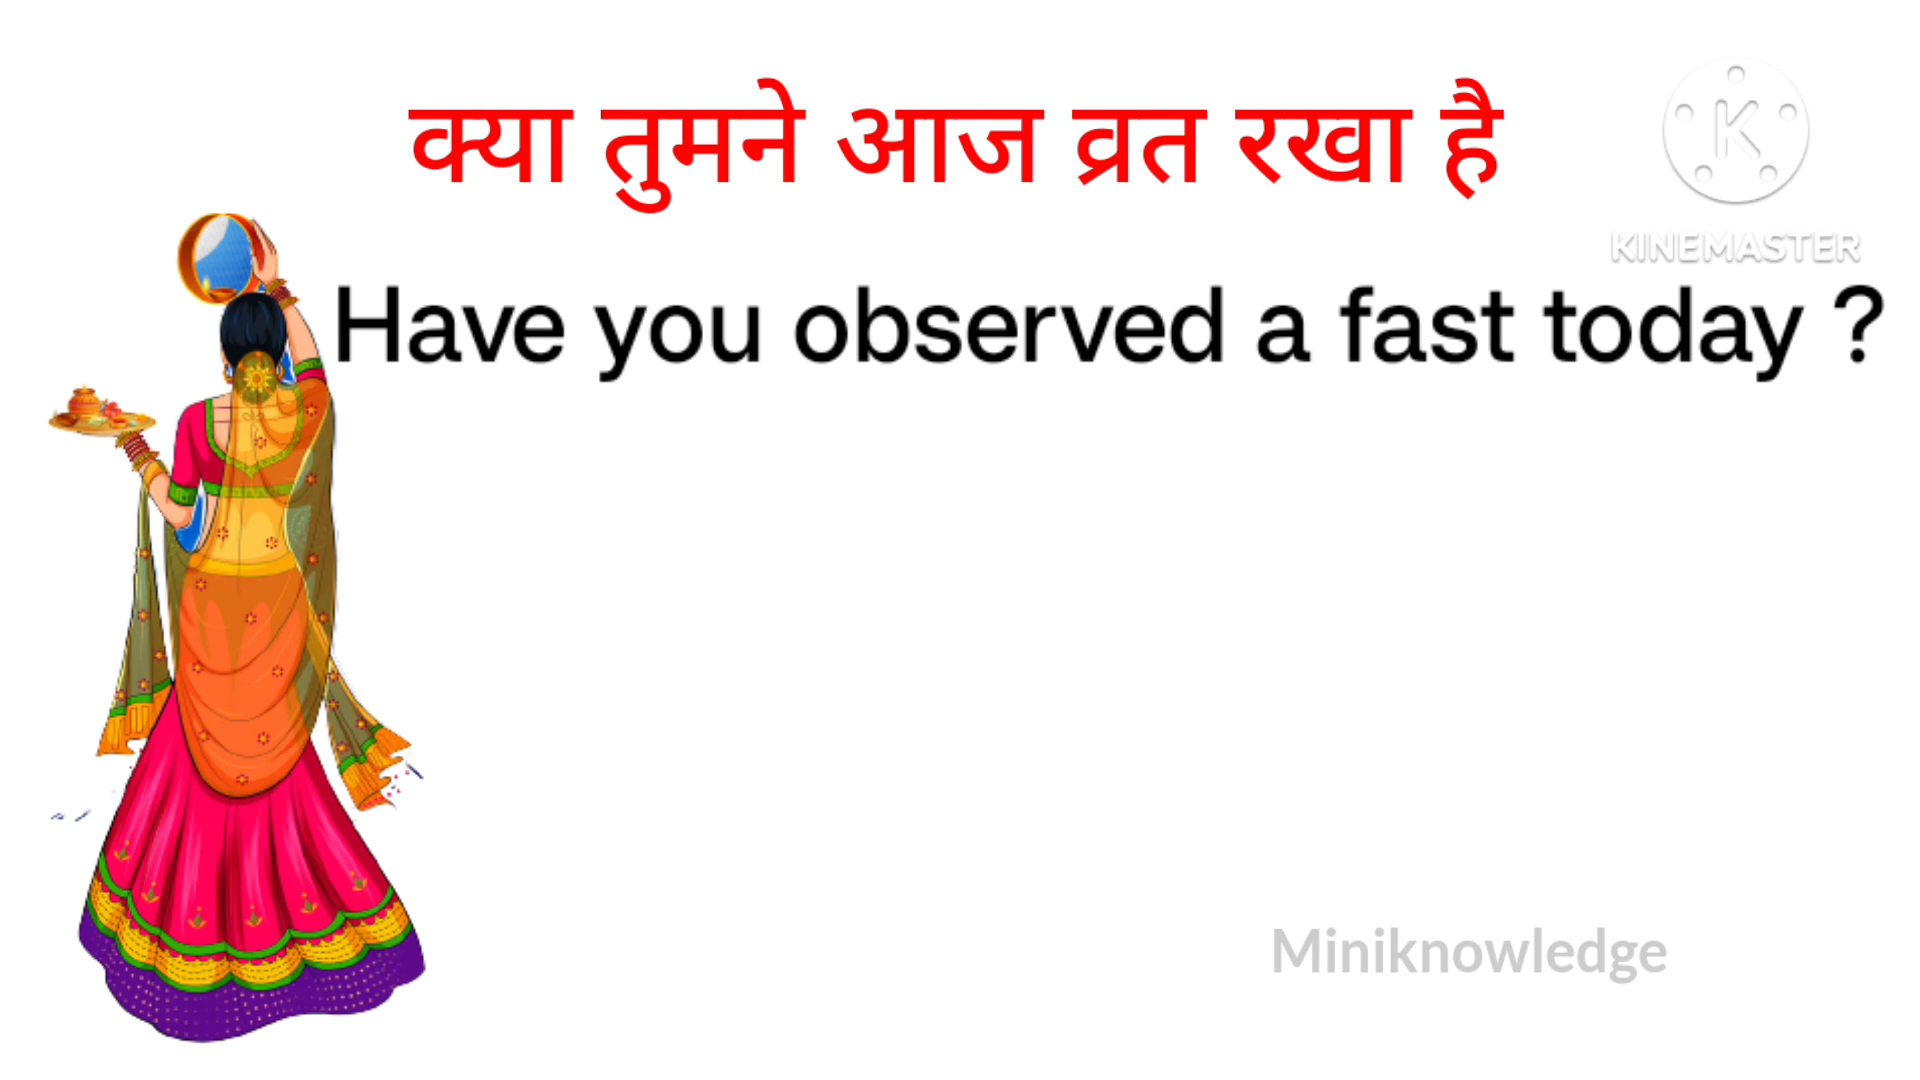 क्या तुमने आज व्रत रखा है
K
KINEMASTER
Have you observed a fast today ?
Miniknowledge